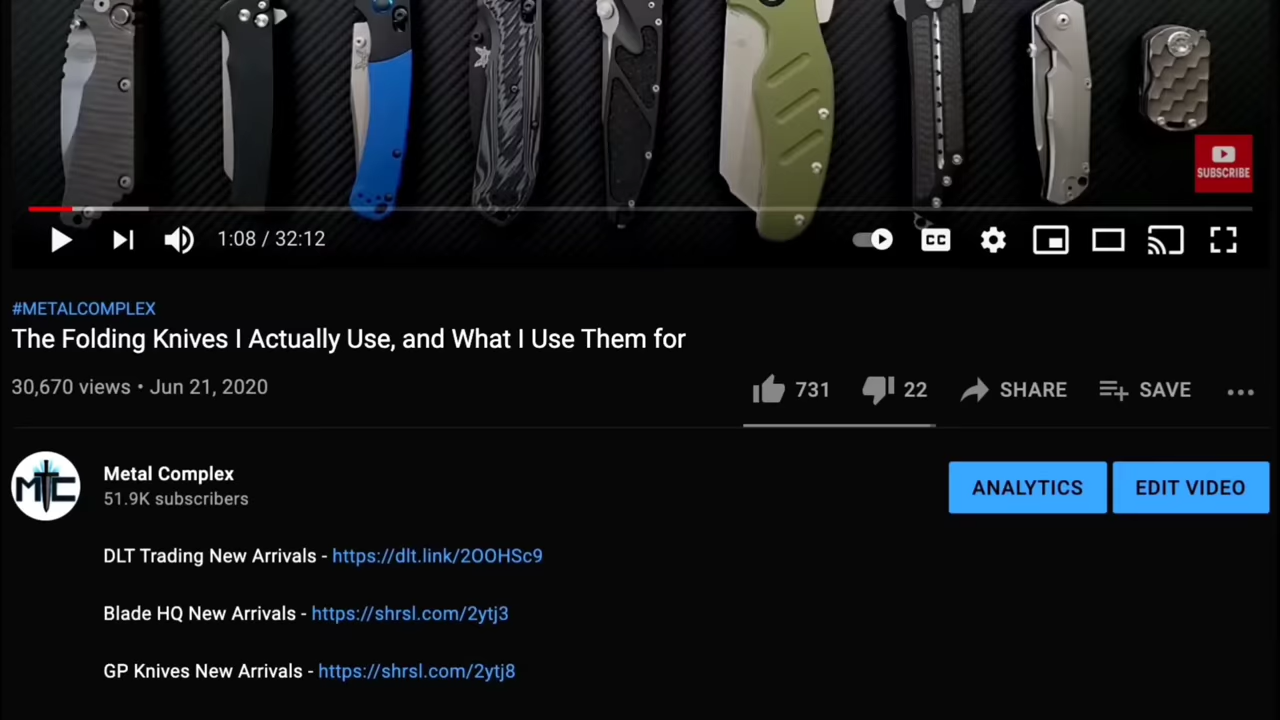 SUBSCRIBE
1:08 / 32:12
CC
#METALCOMPLEX
The Folding Knives I Actually Use, and What I Use Them for
30,670 views • Jun 21, 2020
731
22
SHARE
SAVE
MTC
Metal Complex
51.9K subscribers
ANALYTICS
EDIT VIDEO
DLT Trading New Arrivals - https://dlt.link/2OOHSc9
Blade HQ New Arrivals - https://shrsl.com/2ytj3
GP Knives New Arrivals - https://shrsl.com/2ytj8